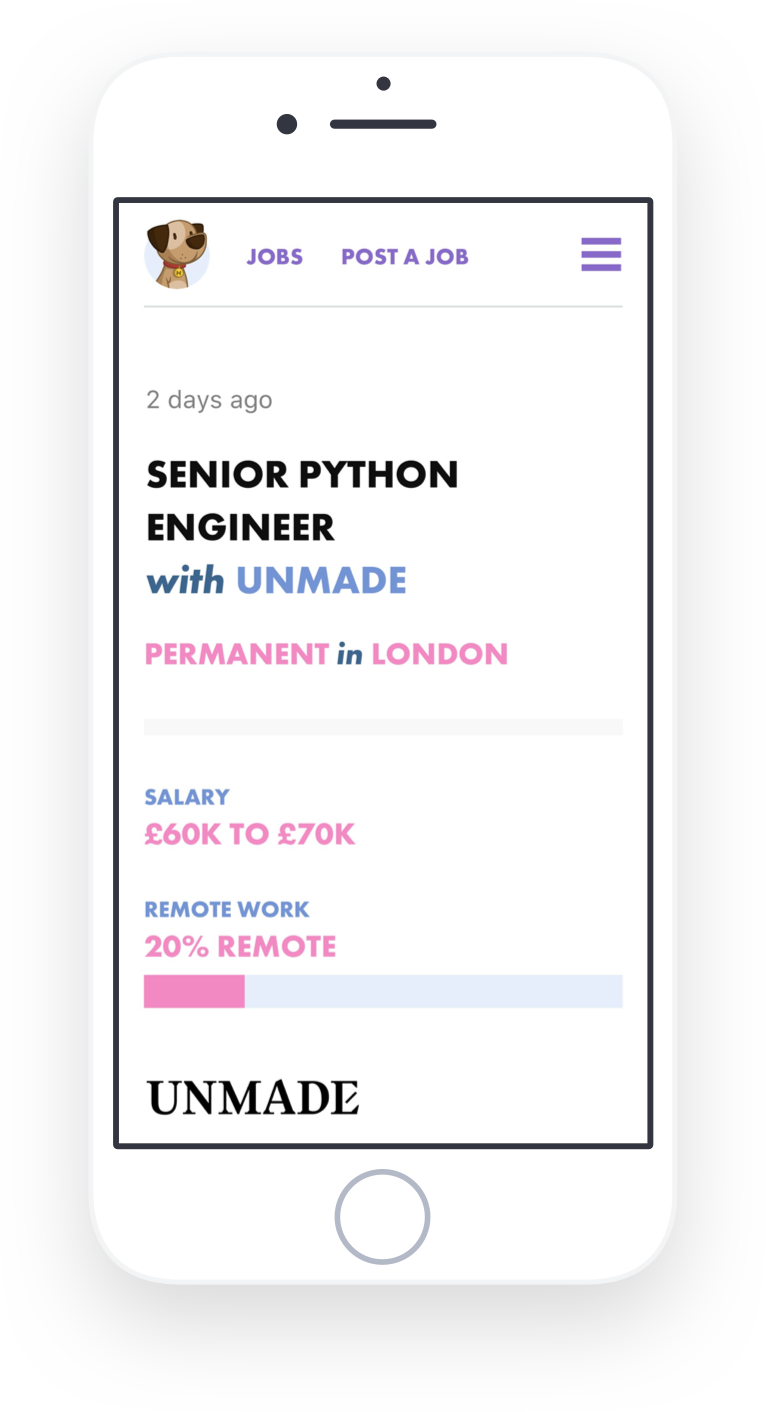 JOBS POST A JOB
2 days ago
SENIOR PYTHON
ENGINEER
with UNMADE
PERMANENT in LONDON
SALARY
£60K TO £70K
REMOTE WORK
20% REMOTE
UNMADE